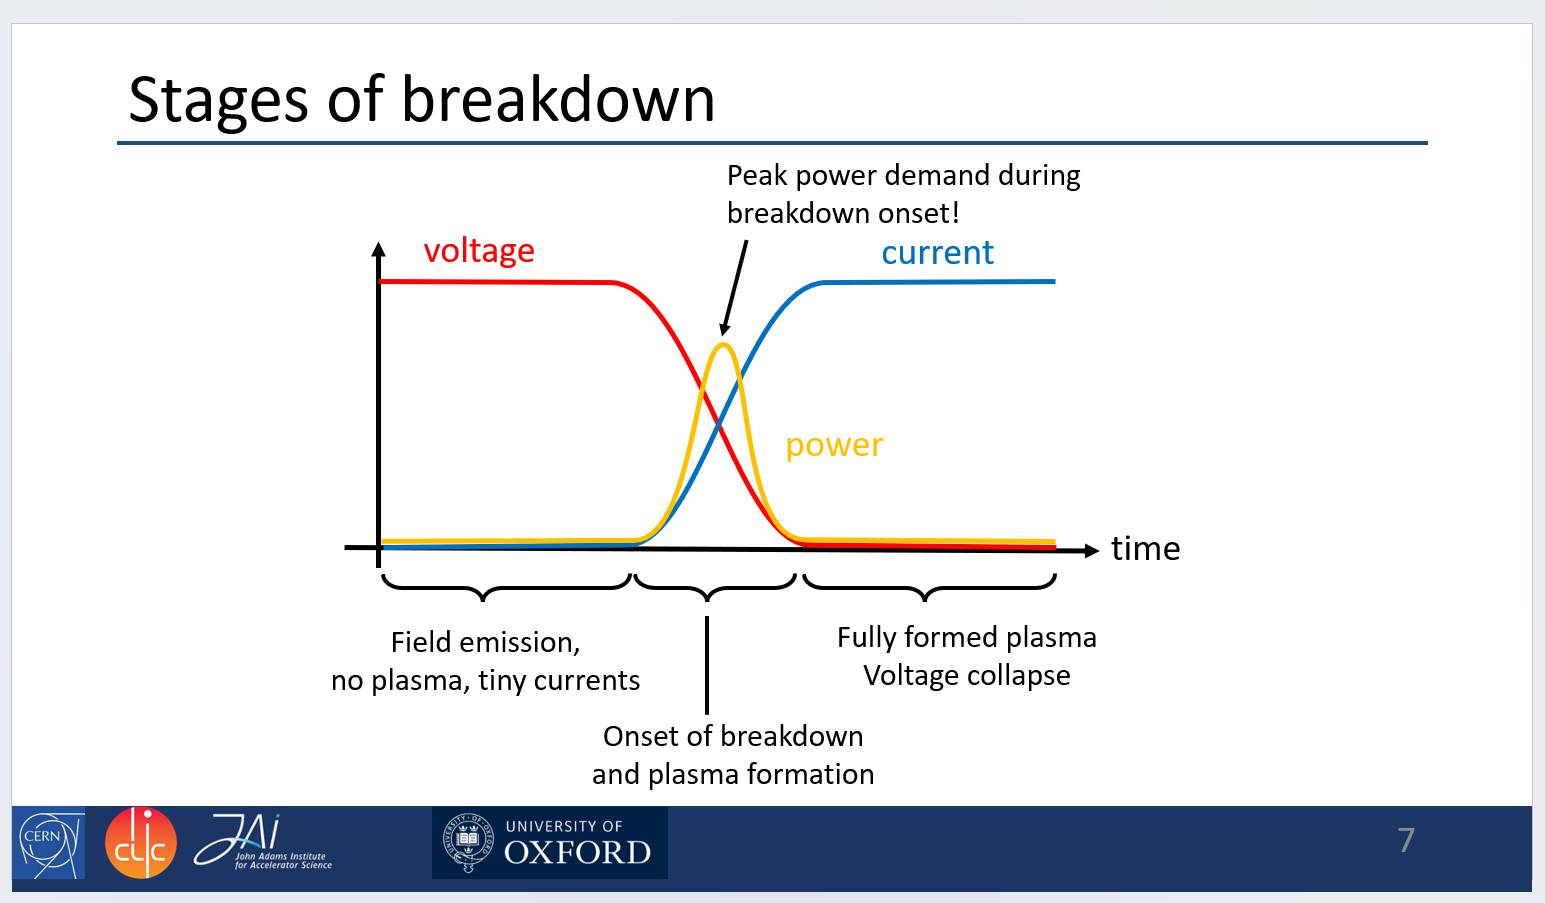 Stages of breakdown
Peak power demand during
breakdown onset!
voltage
current
power
time
Field emission,
no plasma, tiny currents
Fully formed plasma
Voltage collapse
Onset of breakdown
and plasma formation
CERN
clic
JAI
John Adams Institute
for Accelerator Science
UNIVERSITY OF
OXFORD
7